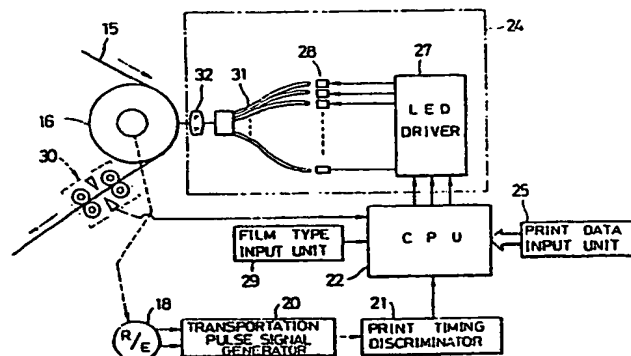 15
16
30
32
31
28
27
24
LED
DRIVER
25
FILM TYPE
INPUT UNIT
29
CPU
22
PRINT DATA
INPUT UNIT
18
R/E
20
TRANSPORTATION
PULSE SIGNAL
GENERATOR
21
PRINT TIMING
DISCRIMINATOR